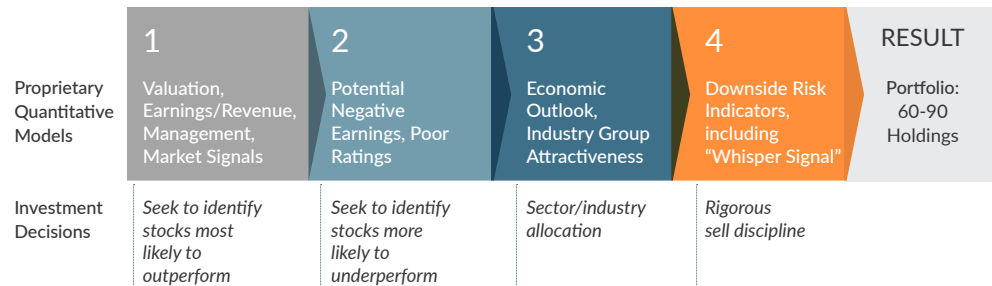 1
2
3
4
RESULT
Proprietary
Quantitative
Models
Valuation,
Earnings/Revenue,
Management,
Market Signals
Potential
Negative
Earnings, Poor
Ratings
Economic
Outlook,
Industry Group
Attractiveness
Downside Risk
Indicators,
including
“Whisper Signal”
Portfolio:
60-90
Holdings
Investment
Decisions
Seek to identify
stocks most
likely to
outperform
Seek to identify
stocks more
likely to
underperform
Sector/industry
allocation
Rigorous
sell discipline